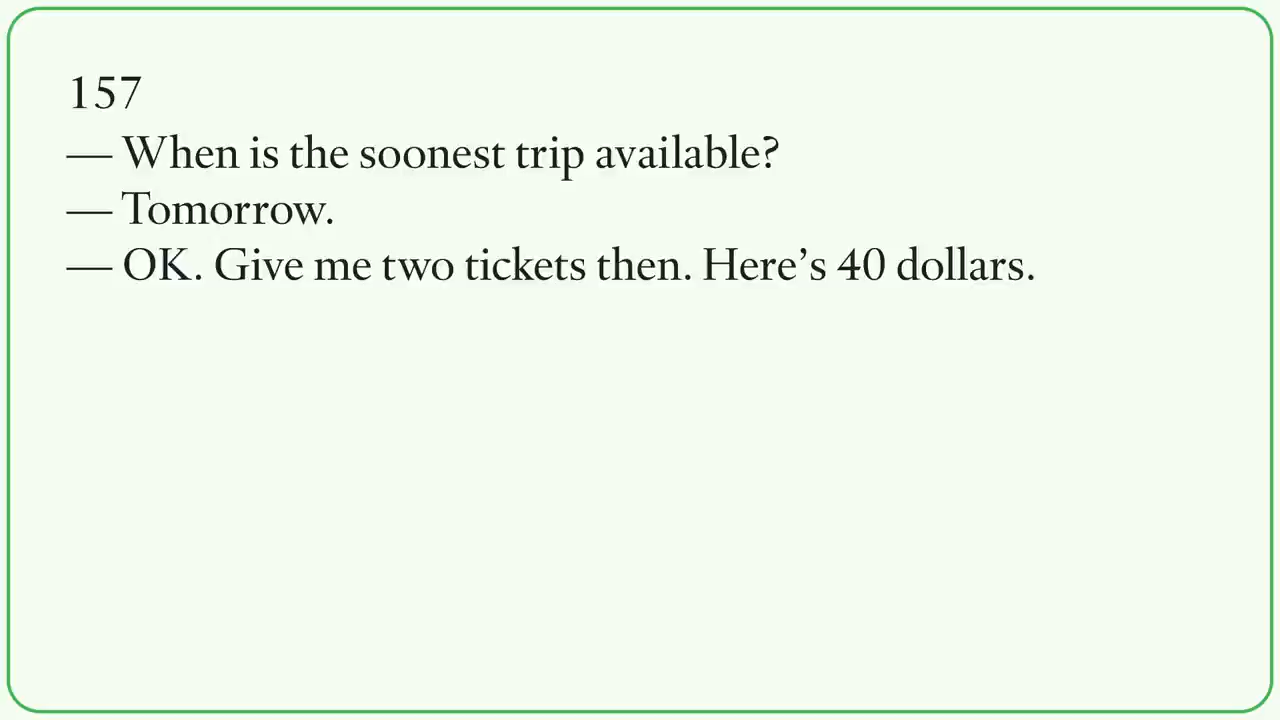 157
— When is the soonest trip available?
— Tomorrow.
— OK. Give me two tickets then. Here’s 40 dollars.